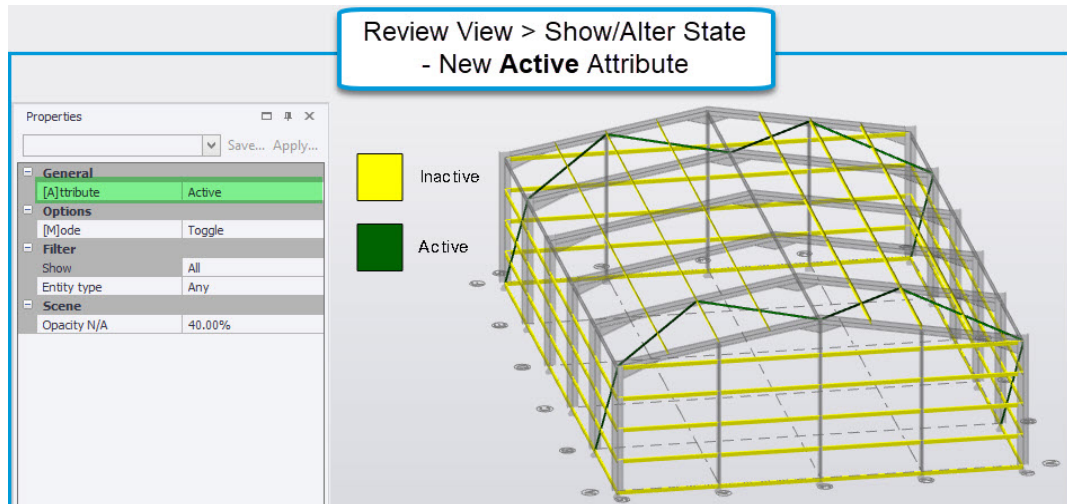 Review View > Show/Alter State
- New Active Attribute
Properties
Save... Apply...
General
[A]ttribute Active
Options
[M]ode Toggle
Filter
Show All
Entity type Any
Scene
Opacity N/A 40.00%
Inactive
Active